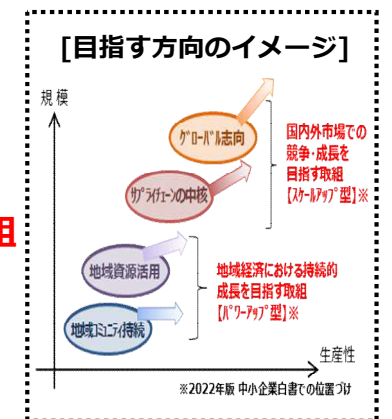 [目指す方向のイメージ]
規模
グローバル志向
国内外市場での
競争・成長を
目指す取組
【スケールアップ型】※
サプライチェーンの中核
組
地域資源活用
地域経済における持続的
成長を目指す取組
【パワーアップ型】※
地域コミュニティ持続
生産性
※2022年版 中小企業白書での位置づけ